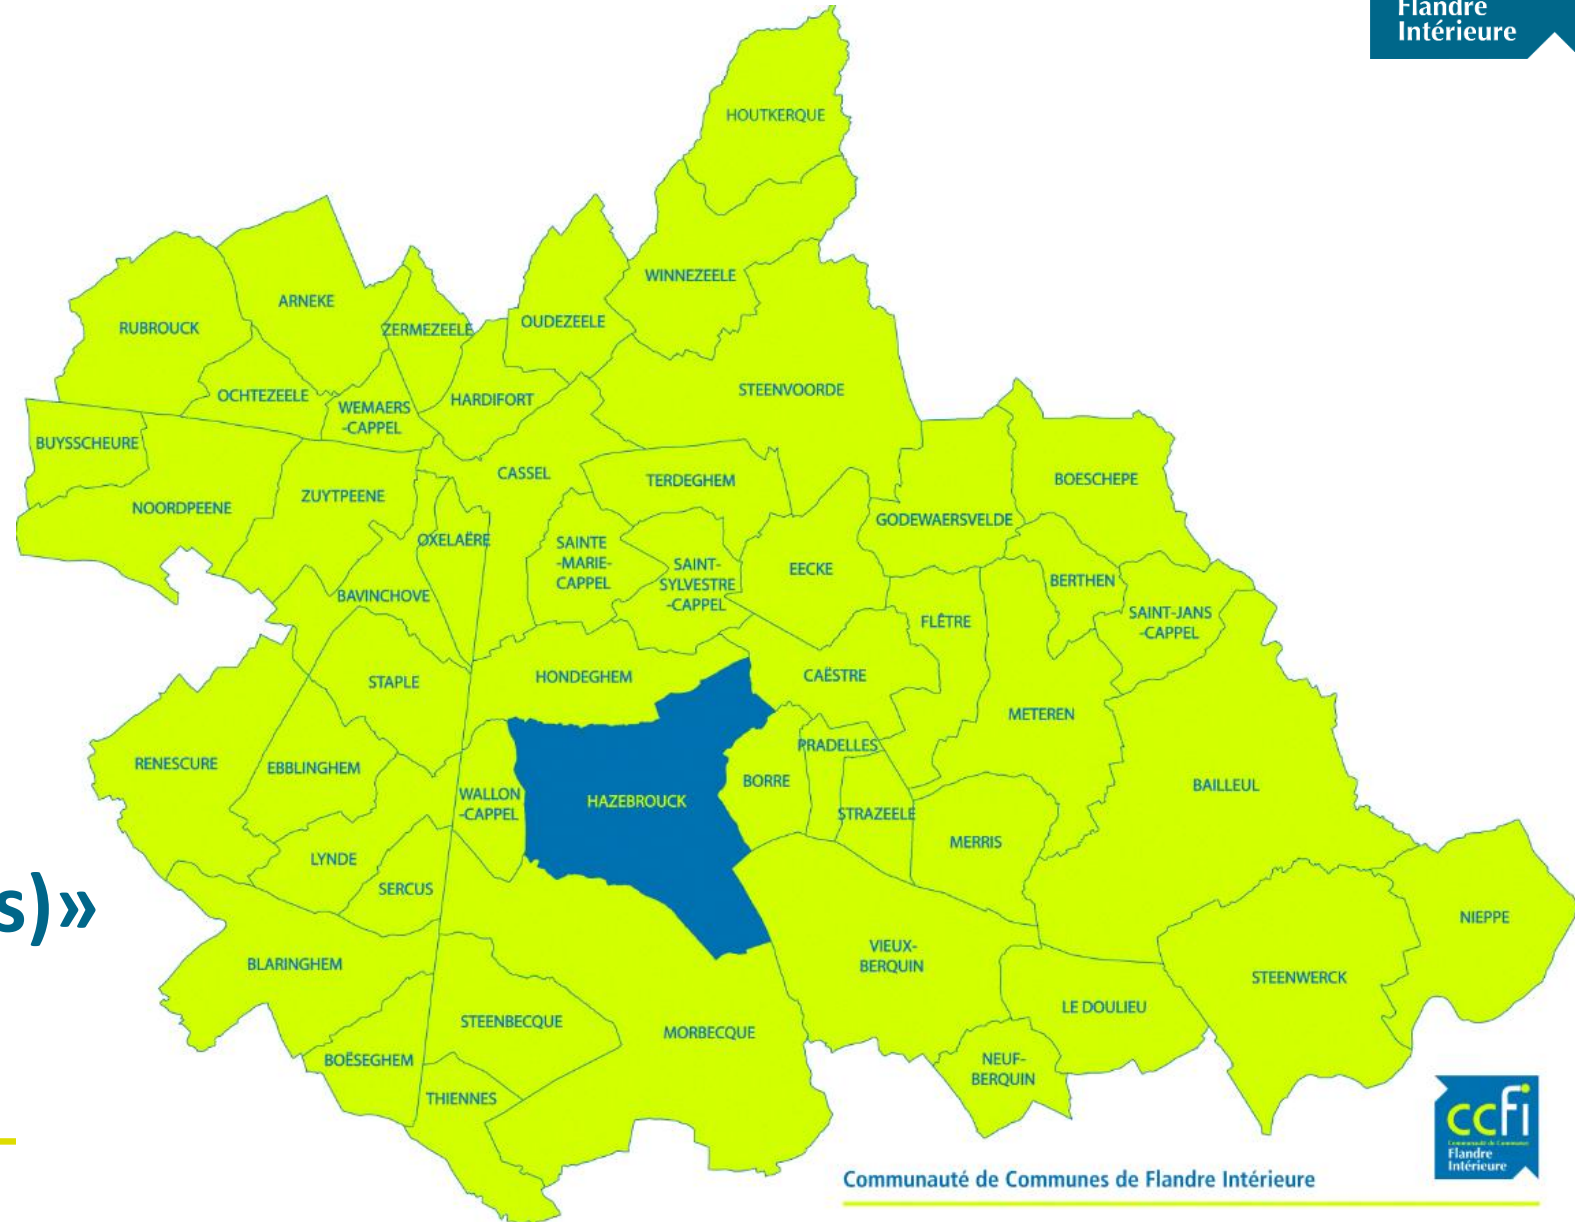 Flandre
Intérieure
HOUTKERQUE
WINNEZEELE
ARNEKE
RUBROUCK
ZERMEZEELE
OUDEZEELE
STEENVOORDE
OCHTEZEELE
WEMAERS
-CAPPEL
HARDIFORT
BUYSSCHEURE
CASSEL
TERDEGHEM
BOESCHEPE
NOORDPEENE
ZUYTPEENE
GODEWAERSVELDE
OXELAËRE
SAINTE
-MARIE-
CAPPEL
SAINT-
SYLVESTRE
-CAPPEL
EECKE
BERTHEN
BAVINCHOVE
FLÊTRE
SAINT-JANS
-CAPPEL
STAPLE
HONDEGHEM
CAËSTRE
METEREN
RENESCURE
EBBLINGHEM
PRADELLES
BORRE
BAILLEUL
WALLON
-CAPPEL
HAZEBROUCK
STRAZEELE
MERRIS
LYNDE
SERCUS
s)»
NIEPPE
BLARINGHEM
VIEUX-
BERQUIN
STEENWERCK
LE DOULIEU
STEENBECQUE
MORBECQUE
BOËSEGHEM
NEUF-
BERQUIN
THIENNES
ccfi
Communauté de Communes
Flandre
Intérieure
Communauté de Communes de Flandre Intérieure